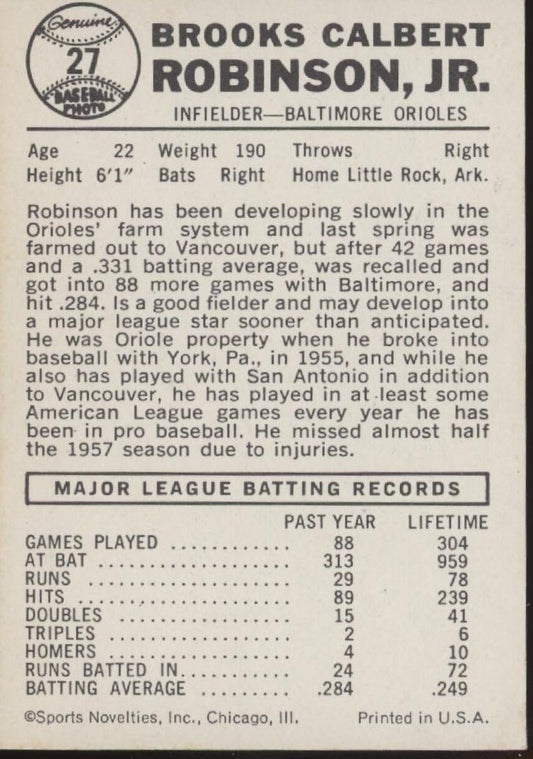 Genuine
27
BASEBALL
PHOTO
BROOKS CALBERT
ROBINSON, JR.
INFIELDER—BALTIMORE ORIOLES
Age 22 Weight 190 Throws Right
Height 6'1" Bats Right Home Little Rock, Ark.
Robinson has been developing slowly in the
Orioles' farm system and last spring was
farmed out to Vancouver, but after 42 games
and a .331 batting average, was recalled and
got into 88 more games with Baltimore, and
hit .284. Is a good fielder and may develop into
a major league star sooner than anticipated.
He was Oriole property when he broke into
baseball with York, Pa., in 1955, and while he
also has played with San Antonio in addition
to Vancouver, he has played in at least some
American League games every year he has
been in pro baseball. He missed almost half
the 1957 season due to injuries.
MAJOR LEAGUE BATTING RECORDS
PAST YEAR LIFETIME
GAMES PLAYED ............ 88 304
AT BAT .................. 313 959
RUNS ................... 29 78
HITS .................... 89 239
DOUBLES ................ 15 41
TRIPLES ................. 2 6
HOMERS ................. 4 10
RUNS BATTED IN........... 24 72
BATTING AVERAGE ......... .284 .249
©Sports Novelties, Inc., Chicago, Ill. Printed in U.S.A.